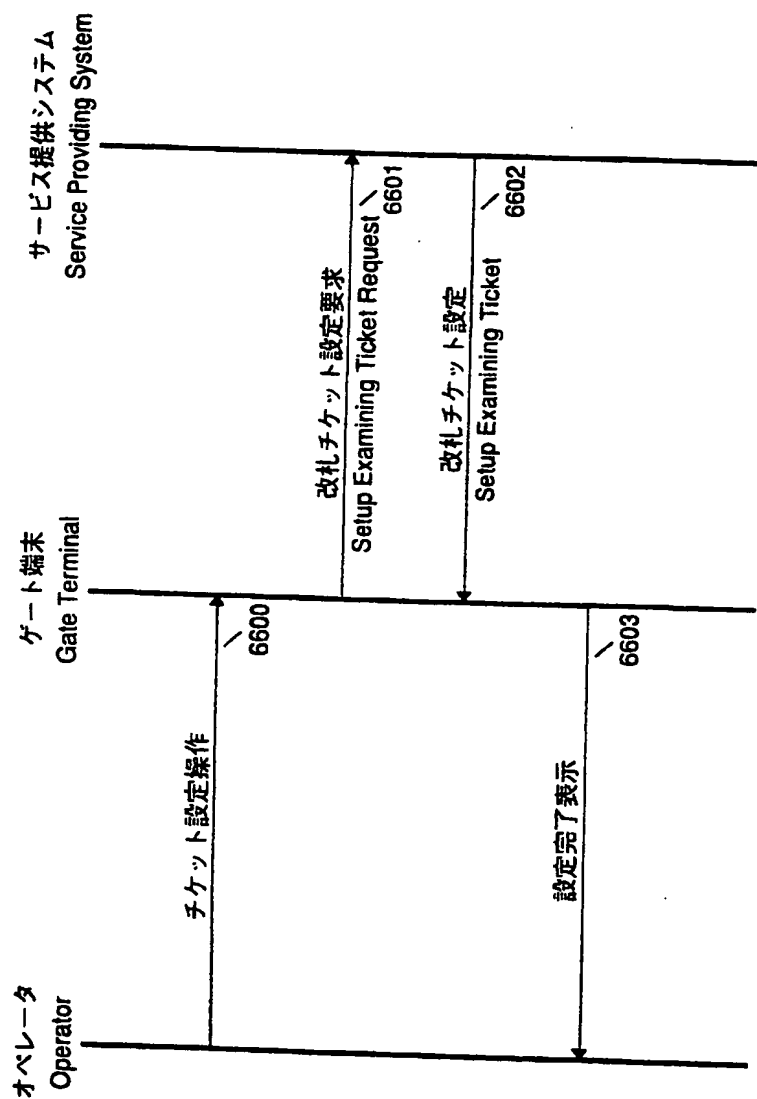 オペレータ
Operator
ゲート端末
Gate Terminal
サービス提供システム
Service Providing System
チケット設定操作
6600
改札チケット設定要求
Setup Examining Ticket Request
6601
改札チケット設定
Setup Examining Ticket
6602
設定完了表示
6603